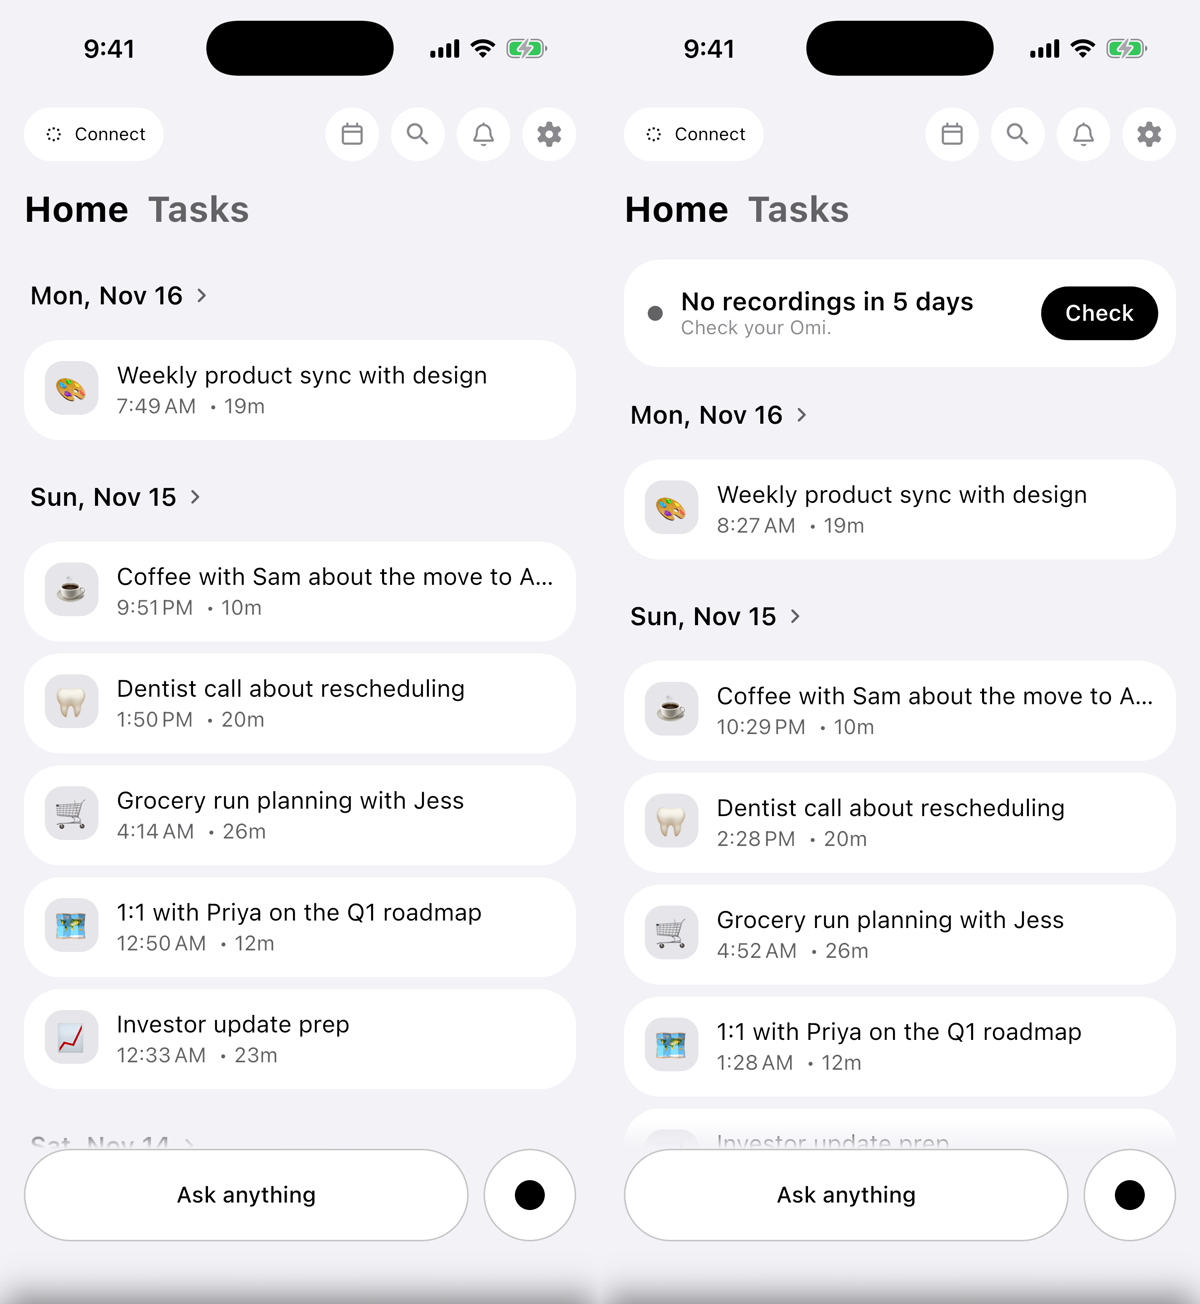 9:41
Connect
Home Tasks
Mon, Nov 16
Weekly product sync with design
7:49 AM • 19m
Sun, Nov 15
Coffee with Sam about the move to A...
9:51 PM • 10m
Dentist call about rescheduling
1:50 PM • 20m
Grocery run planning with Jess
4:14 AM • 26m
1:1 with Priya on the Q1 roadmap
12:50 AM • 12m
Investor update prep
12:33 AM • 23m
Sat, Nov 14
Ask anything
9:41
Connect
Home Tasks
No recordings in 5 days
Check your Omi.
Check
Mon, Nov 16
Weekly product sync with design
8:27 AM • 19m
Sun, Nov 15
Coffee with Sam about the move to A...
10:29 PM • 10m
Dentist call about rescheduling
2:28 PM • 20m
Grocery run planning with Jess
4:52 AM • 26m
1:1 with Priya on the Q1 roadmap
1:28 AM • 12m
Investor update prep
Ask anything